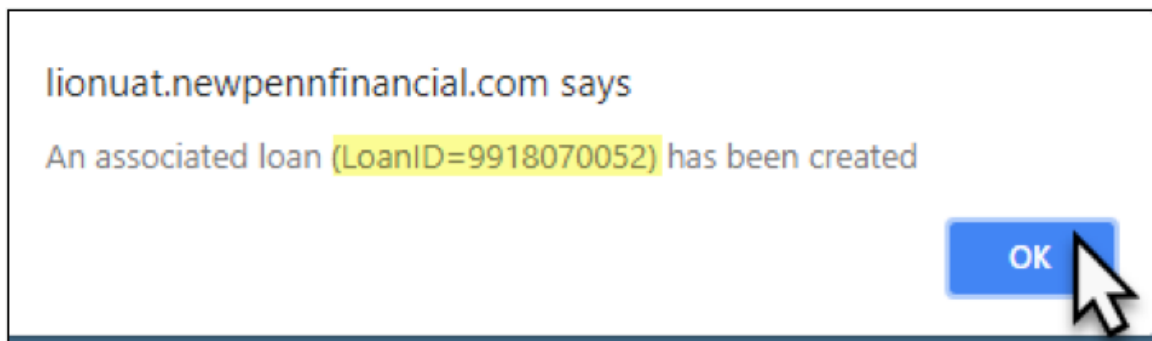 lionuat.newpennfinancial.com says
An associated loan (LoanID=9918070052) has been created
OK